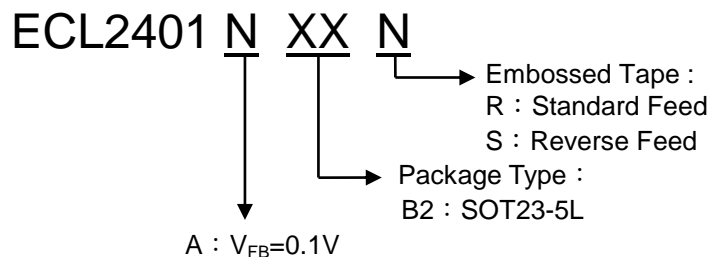 ECL2401 N XX N
Embossed Tape :
R：Standard Feed
S：Reverse Feed
Package Type：
B2：SOT23-5L
A：VFB=0.1V